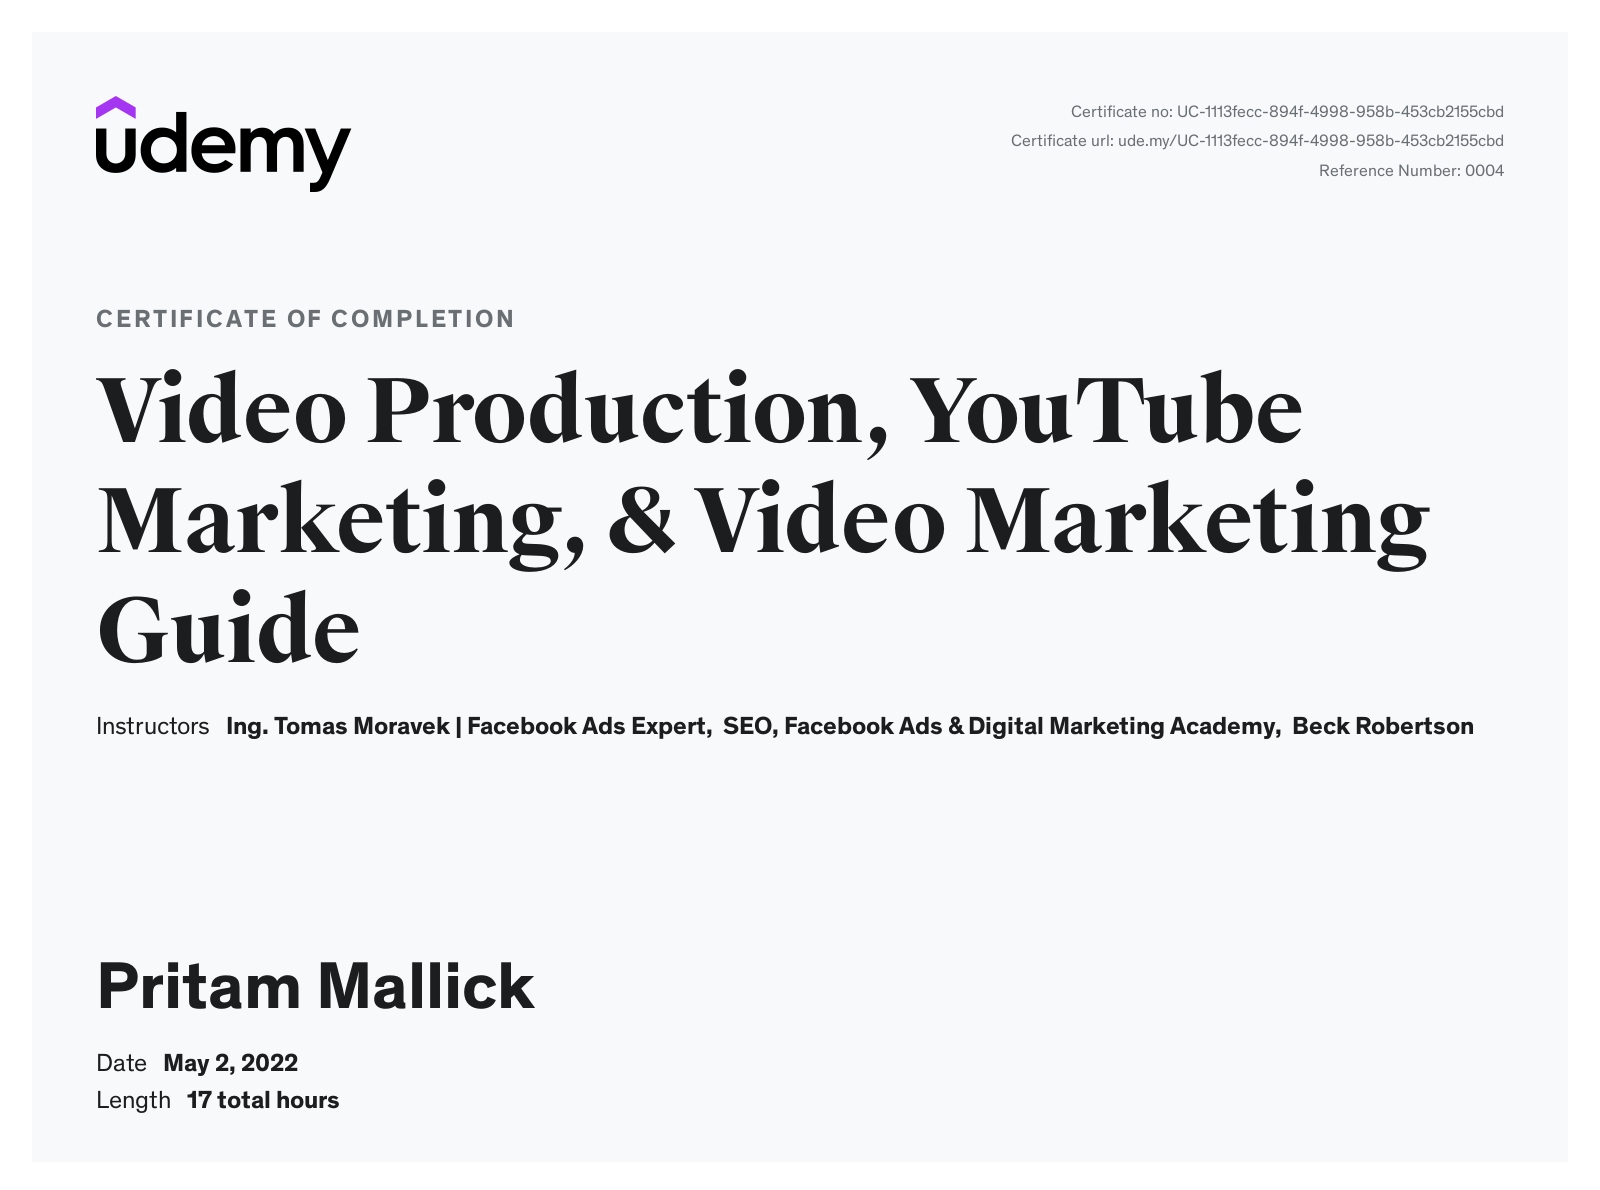 udemy
Certificate no: UC-1113fecc-894f-4998-958b-453cb2155cbd
Certificate url: ude.my/UC-1113fecc-894f-4998-958b-453cb2155cbd
Reference Number: 0004
CERTIFICATE OF COMPLETION
Video Production, YouTube
Marketing, & Video Marketing
Guide
Instructors Ing. Tomas Moravek | Facebook Ads Expert, SEO, Facebook Ads & Digital Marketing Academy, Beck Robertson
Pritam Mallick
Date May 2, 2022
Length 17 total hours